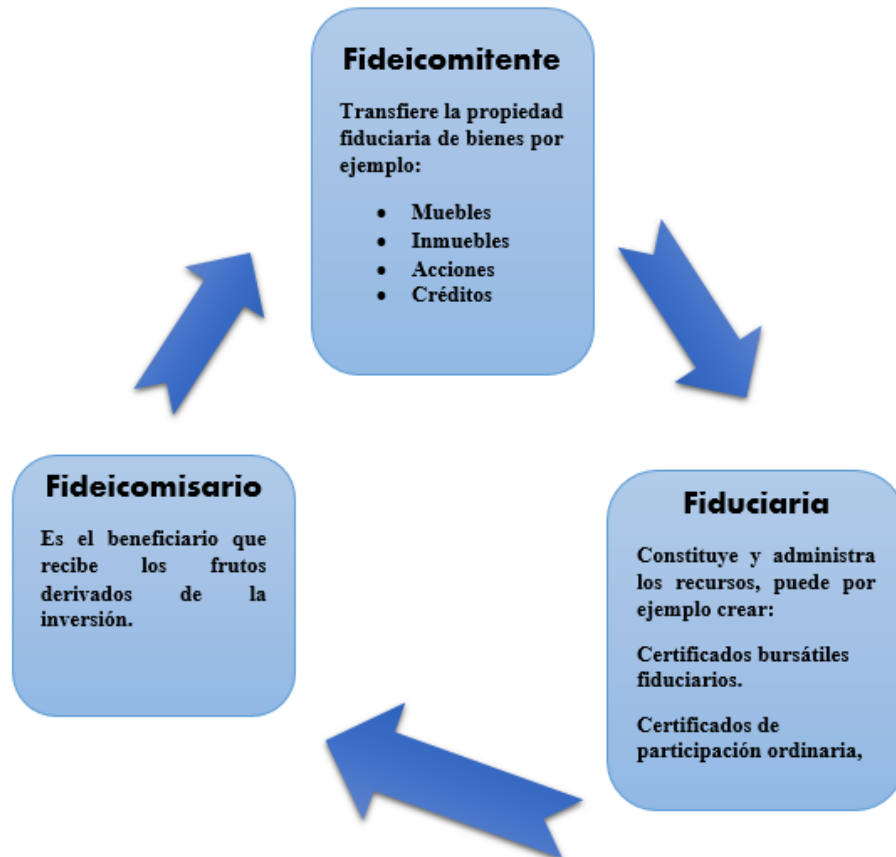 Fideicomitente
Transfiere la propiedad
fiduciaria de bienes por
ejemplo:
• Muebles
• Inmuebles
• Acciones
• Créditos
Fideicomisario
Es el beneficiario que
recibe los frutos
derivados de la
inversión.
Fiduciaria
Constituye y administra
los recursos, puede por
ejemplo crear:
Certificados bursátiles
fiduciarios.
Certificados de
participación ordinaria,